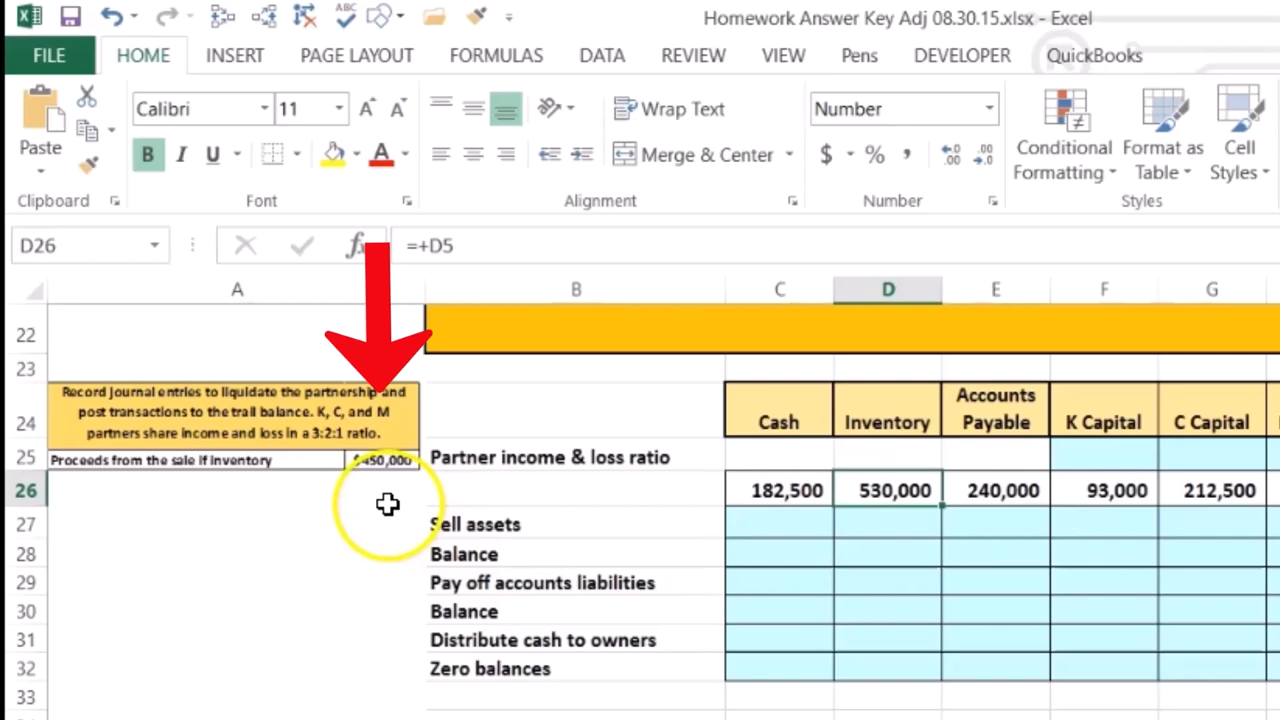 Homework Answer Key Adj 08.30.15.xlsx - Excel
FILE HOME INSERT PAGE LAYOUT FORMULAS DATA REVIEW VIEW Pens DEVELOPER QuickBooks
Calibri 11 Wrap Text Number
Paste B I U A Merge & Center $ % Conditional Formatting Format as Table Cell Styles
Clipboard Font Alignment Number Styles
D26 fx =+D5
A B C D E F G
22
23
Record journal entries to liquidate the partnership and
post transactions to the trail balance. K, C, and M
partners share income and loss in a 3:2:1 ratio.
24 Cash Inventory Accounts Payable K Capital C Capital
25 Proceeds from the sale if inventory $450,000 Partner income & loss ratio
26 182,500 530,000 240,000 93,000 212,500
27 Sell assets
28 Balance
29 Pay off accounts liabilities
30 Balance
31 Distribute cash to owners
32 Zero balances
33